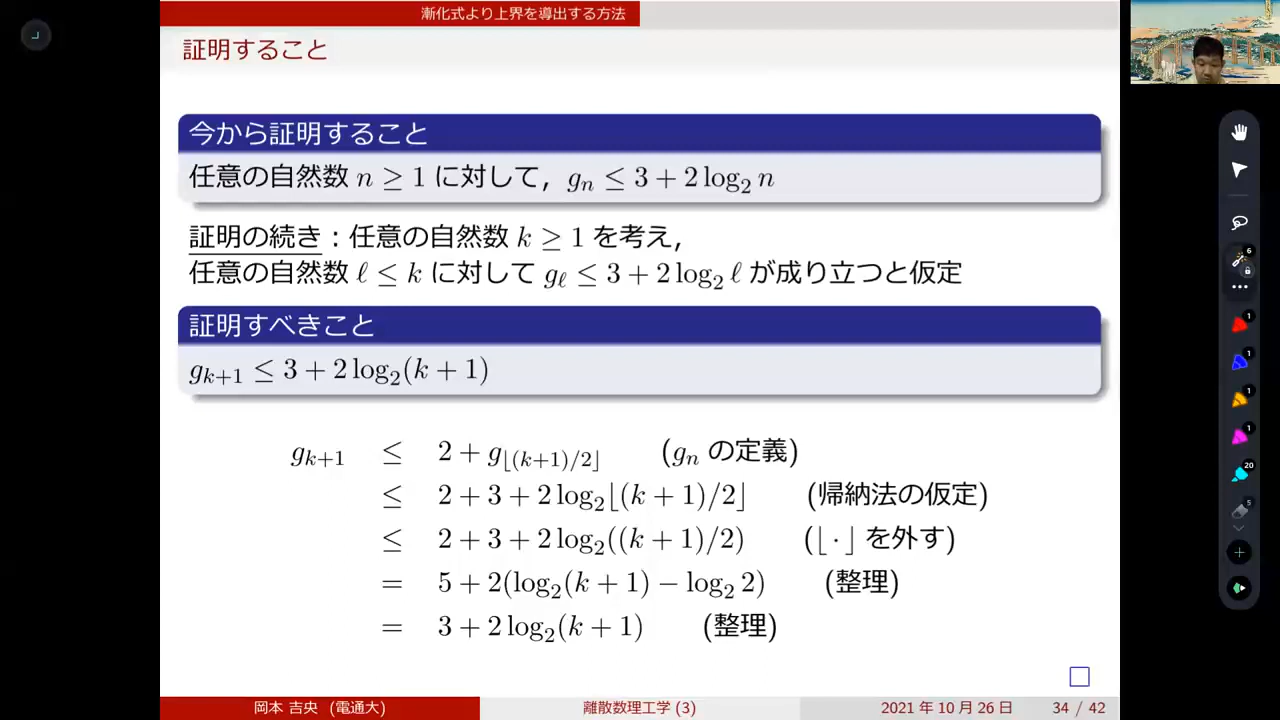 漸化式より上界を導出する方法
証明すること
今から証明すること
任意の自然数 n ≥ 1 に対して，g_n ≤ 3 + 2 log_2 n
証明の続き：任意の自然数 k ≥ 1 を考え，
任意の自然数 ℓ ≤ k に対して g_ℓ ≤ 3 + 2 log_2 ℓ が成り立つと仮定
証明すべきこと
g_{k+1} ≤ 3 + 2 log_2(k + 1)
g_{k+1} ≤ 2 + g_{⌊(k+1)/2⌋} (g_n の定義)
≤ 2 + 3 + 2 log_2⌊(k + 1)/2⌋ (帰納法の仮定)
≤ 2 + 3 + 2 log_2((k + 1)/2) (⌊·⌋ を外す)
= 5 + 2(log_2(k + 1) − log_2 2) (整理)
= 3 + 2 log_2(k + 1) (整理)
岡本 吉央 (電通大) 離散数理工学 (3) 2021 年 10 月 26 日 34 / 42
6
1
1
1
1
20
5